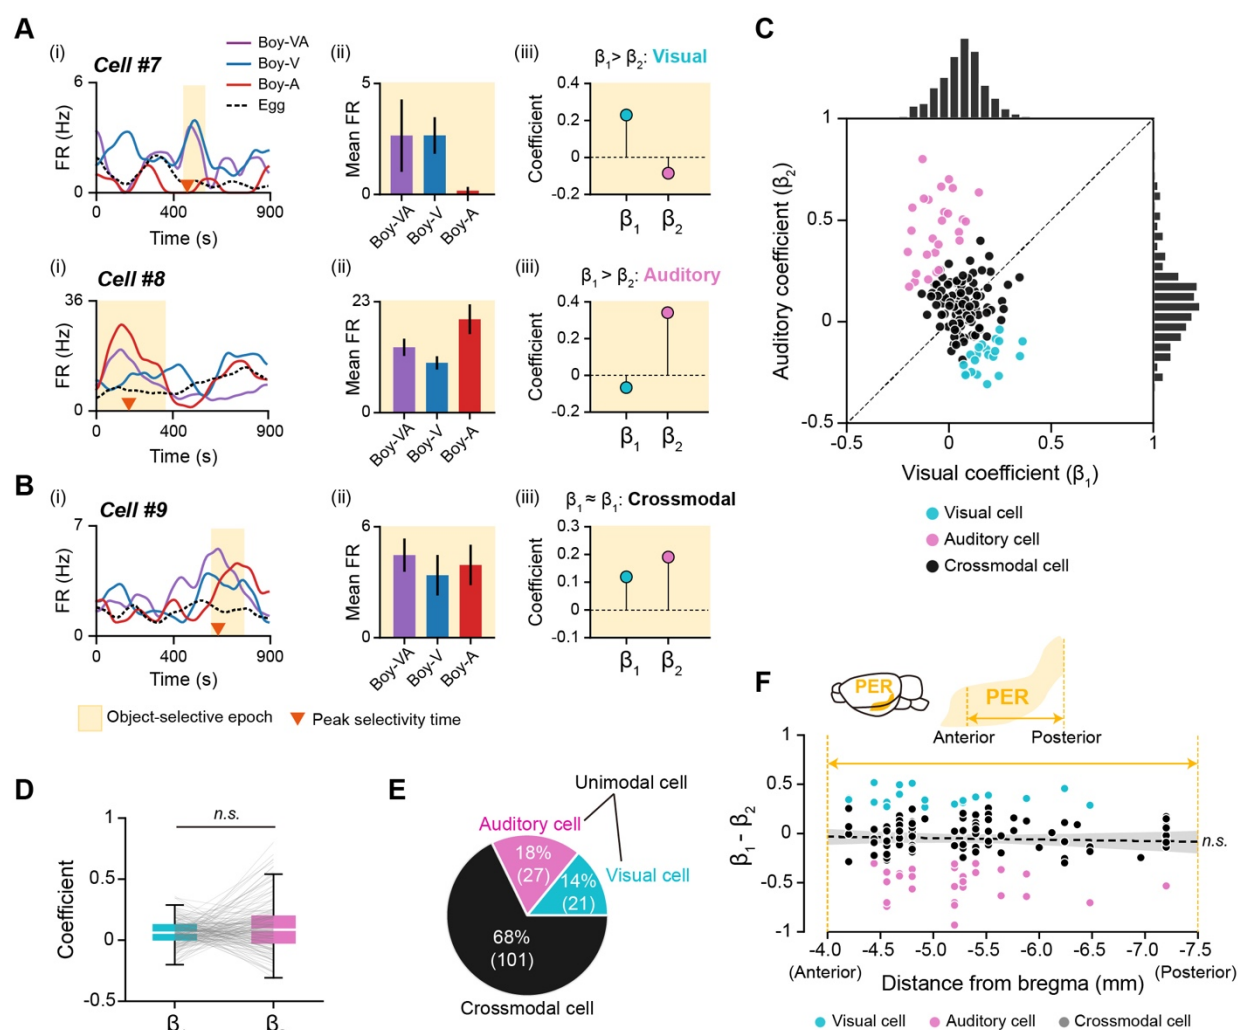 A
(i)
Cell #7
Boy-VA
Boy-V
Boy-A
Egg
6
FR (Hz)
0
0
400
900
Time (s)
(ii)
5
Mean FR
0
Boy-VA
Boy-V
Boy-A
(iii)
β1> β2: Visual
0.4
0.2
0
-0.2
Coefficient
β1
β2
(i)
Cell #8
36
FR (Hz)
0
0
400
900
Time (s)
(ii)
23
Mean FR
0
Boy-VA
Boy-V
Boy-A
(iii)
β1 > β2: Auditory
0.4
0.2
0
-0.2
Coefficient
β1
β2
B
(i)
Cell #9
7
FR (Hz)
0
0
400
900
Time (s)
(ii)
6
Mean FR
0
Boy-VA
Boy-V
Boy-A
(iii)
β1 ≈ β1: Crossmodal
0.3
0.2
0.1
0
-0.1
Coefficient
β1
β2
Object-selective epoch
Peak selectivity time
C
1
0.5
0
-0.5
Auditory coefficient (β2)
-0.5
0
0.5
1
Visual coefficient (β1)
Visual cell
Auditory cell
Crossmodal cell
D
n.s.
1
0.5
0
-0.5
Coefficient
E
Unimodal cell
Auditory cell
Visual cell
18%
(27)
14%
(21)
68%
(101)
Crossmodal cell
F
PER
PER
Anterior
Posterior
1
0.5
0
-0.5
-1
β1 - β2
n.s.
-4.0
-4.5
-5.0
-5.5
-6.0
-6.5
-7.0
-7.5
(Anterior)
Distance from bregma (mm)
(Posterior)
Visual cell
Auditory cell
Crossmodal cell